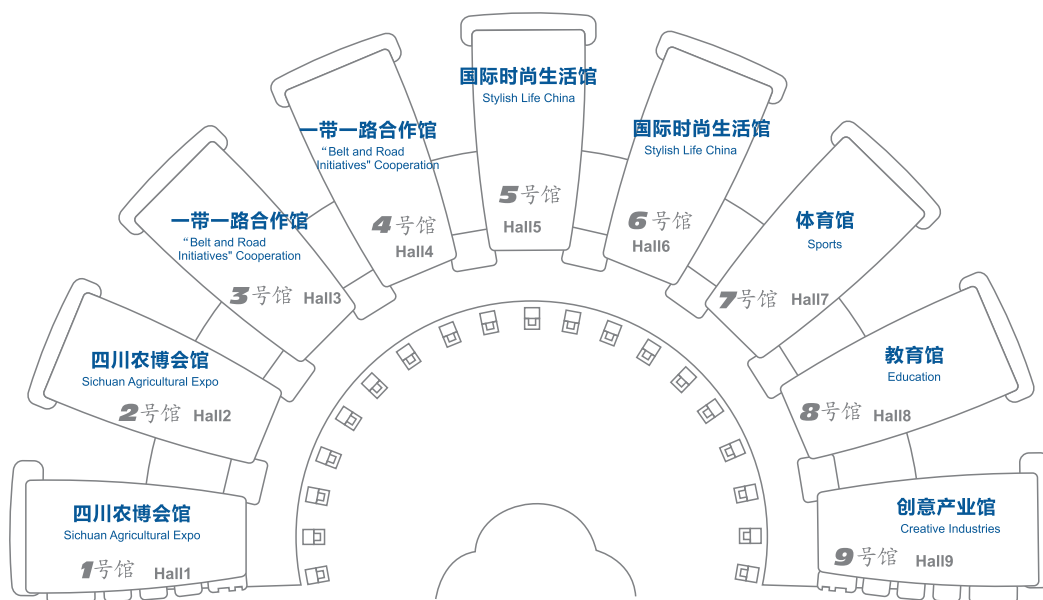 国际时尚生活馆
Stylish Life China
5号馆
Hall5
一带一路合作馆
“Belt and Road
Initiatives" Cooperation
4号馆
Hall4
国际时尚生活馆
Stylish Life China
6号馆
Hall6
一带一路合作馆
“Belt and Road
Initiatives" Cooperation
3号馆 Hall3
体育馆
Sports
7号馆 Hall7
四川农博会馆
Sichuan Agricultural Expo
2号馆 Hall2
教育馆
Education
8号馆 Hall8
四川农博会馆
Sichuan Agricultural Expo
1号馆 Hall1
创意产业馆
Creative Industries
9号馆 Hall9